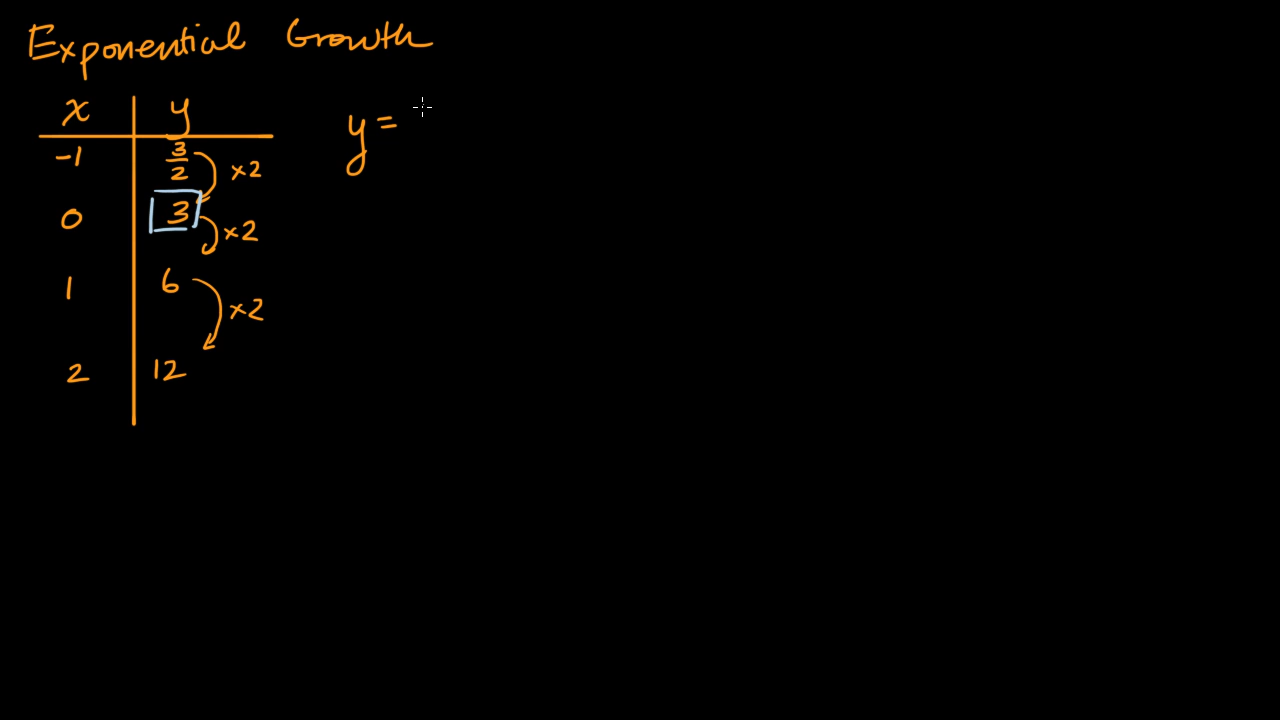 Exponential Growth
x y y=
-1 3/2 ×2
0 3 ×2
1 6 ×2
2 12